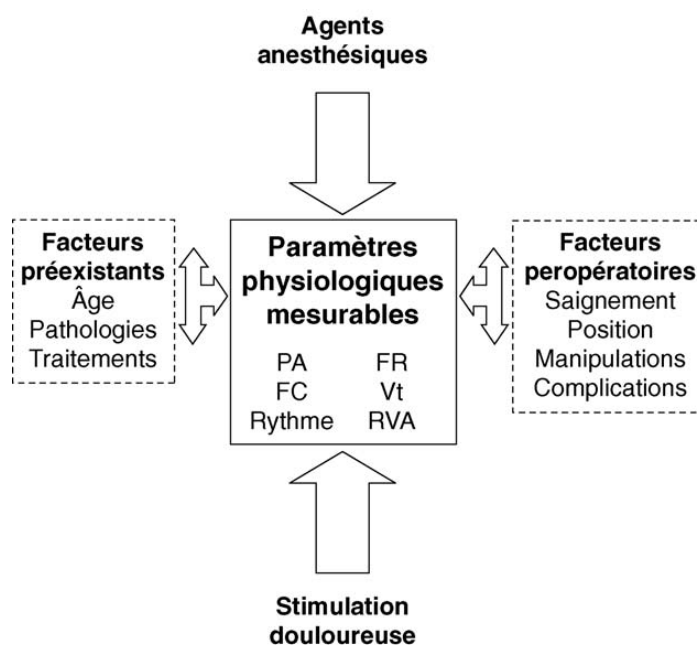 Agents
anesthésiques
Facteurs
préexistants
Âge
Pathologies
Traitements
Paramètres
physiologiques
mesurables
PA FR
FC Vt
Rythme RVA
Facteurs
peropératoires
Saignement
Position
Manipulations
Complications
Stimulation
douloureuse